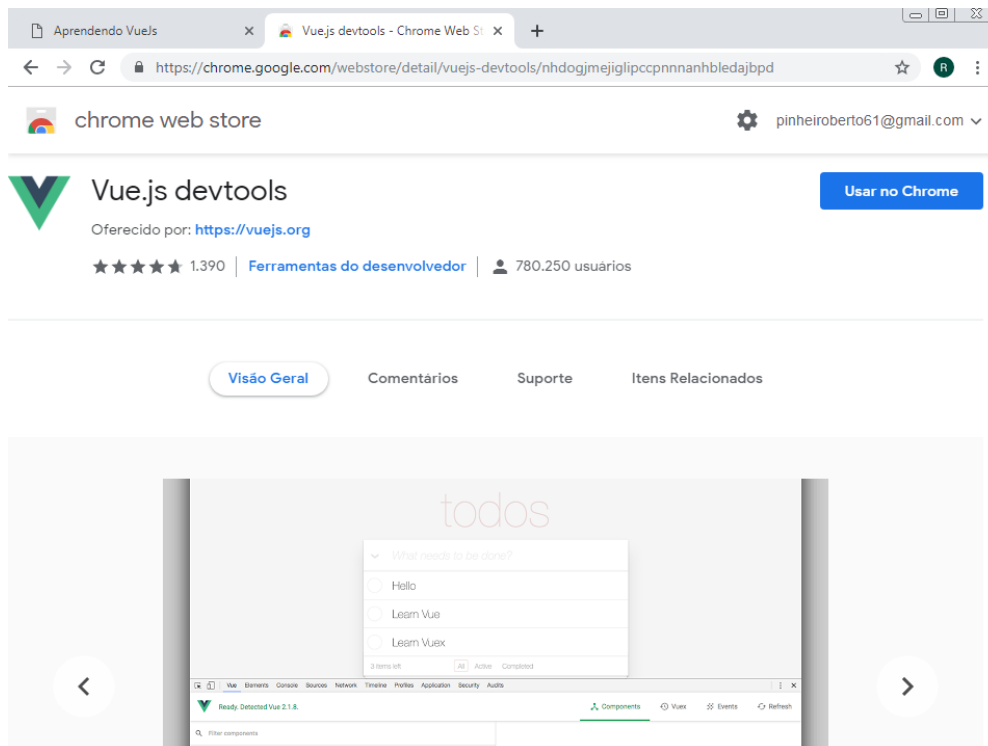 Aprendendo VueJs
Vue.js devtools - Chrome Web St
https://chrome.google.com/webstore/detail/vuejs-devtools/nhdogjmejiglipccpnnnanhbledajbpd
R
chrome web store
pinheiroberto61@gmail.com
Vue.js devtools
Usar no Chrome
Oferecido por: https://vuejs.org
1.390 Ferramentas do desenvolvedor 780.250 usuários
Visão Geral Comentários Suporte Itens Relacionados
todos
What needs to be done?
Hello
Learn Vue
Learn Vuex
3 items left All Active Completed
Vue Elements Console Sources Network Timeline Profiles Application Security Audits
Ready. Detected Vue 2.1.8. Components Vuex Events Refresh
Filter components